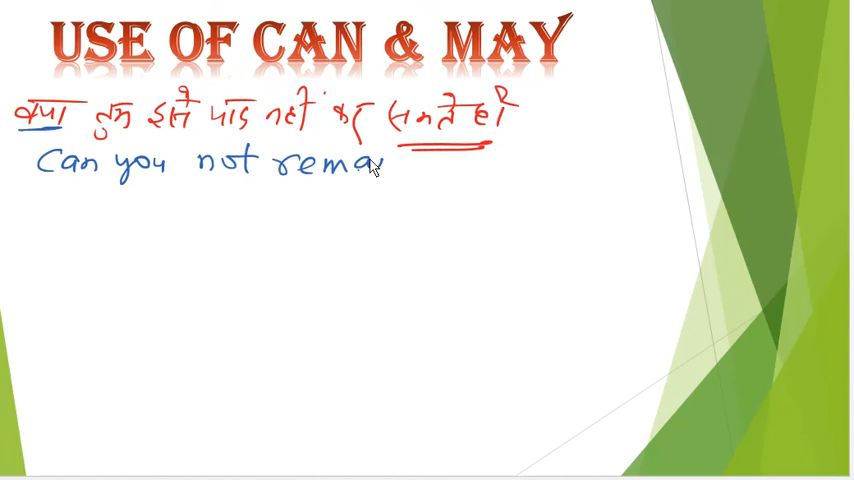 USE OF CAN & MAY
क्या तुम इसे याद नहीं कर सकते हो
Can you not rema